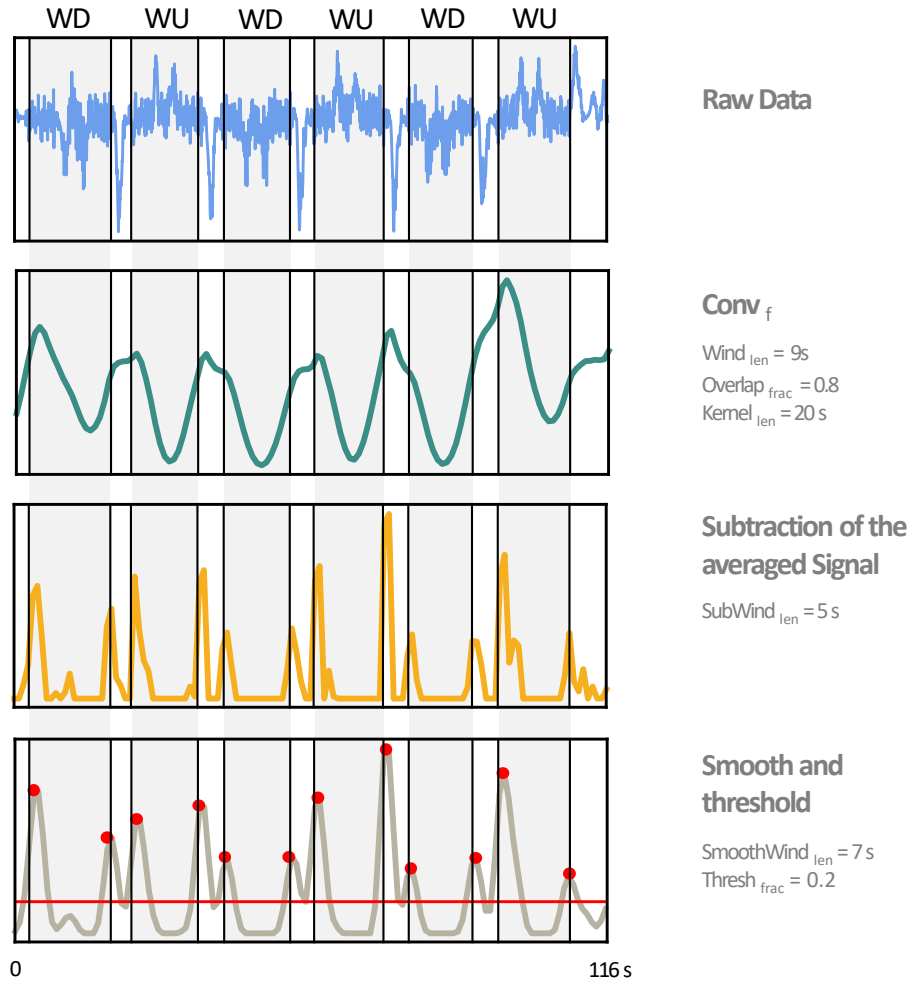 WD WU WD WU WD WU
Raw Data
Conv f
Wind len = 9s
Overlap frac = 0.8
Kernel len = 20 s
Subtraction of the
averaged Signal
SubWind len = 5 s
Smooth and
threshold
SmoothWind len = 7 s
Thresh frac = 0.2
0 116 s